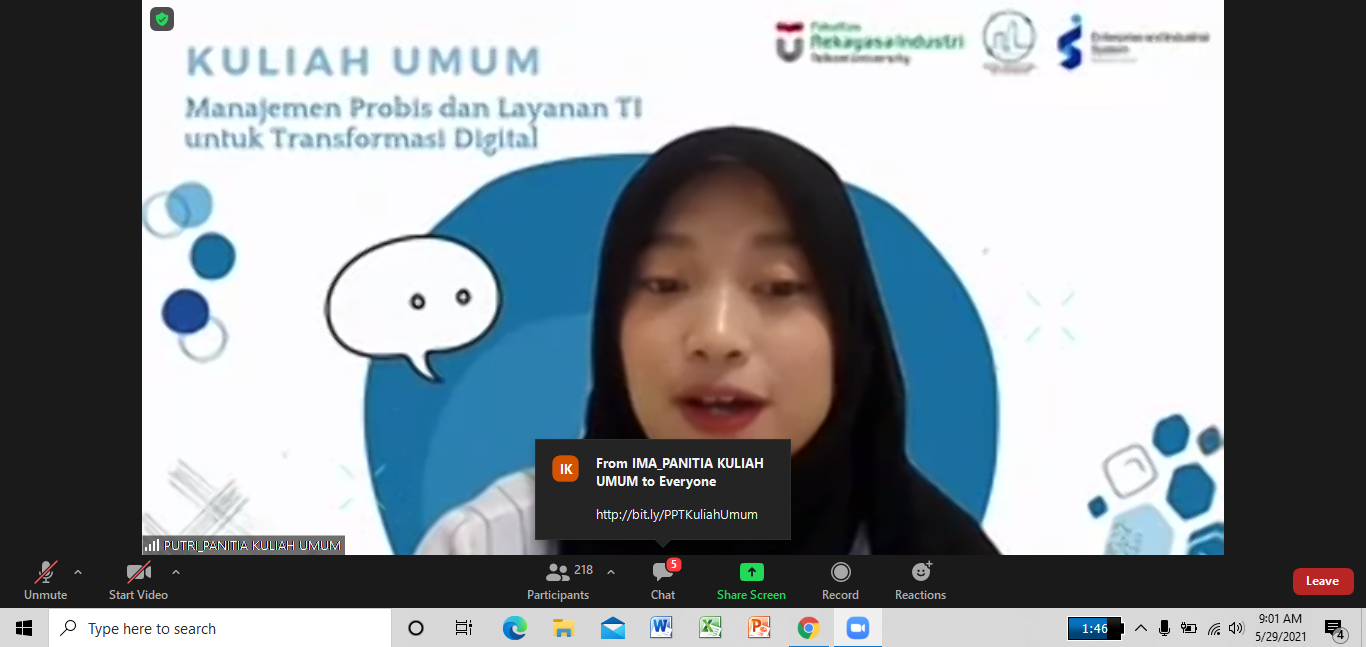 KULIAH UMUM
Manajemen Probis dan Layanan TI
untuk Transformasi Digital
Fakultas
Rekayasa Industri
Telkom University
Enterprise and Industrial
System
IK
From IMA_PANITIA KULIAH
UMUM to Everyone
http://bit.ly/PPTKuliahUmum
PUTRI_PANITIA KULIAH UMUM
Unmute
Start Video
218
Participants
5
Chat
Share Screen
Record
Reactions
Leave
Type here to search
1:46
9:01 AM
5/29/2021
4